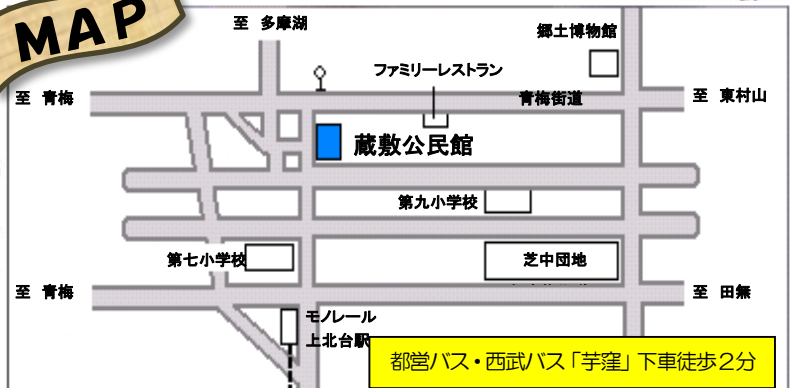 MAP
至 多摩湖
郷土博物館
ファミリーレストラン
至 青梅
青梅街道
至 東村山
蔵敷公民館
第九小学校
第七小学校
芝中団地
至 青梅
至 田無
モノレール
上北台駅
都営バス・西武バス「芋窪」下車徒歩2分